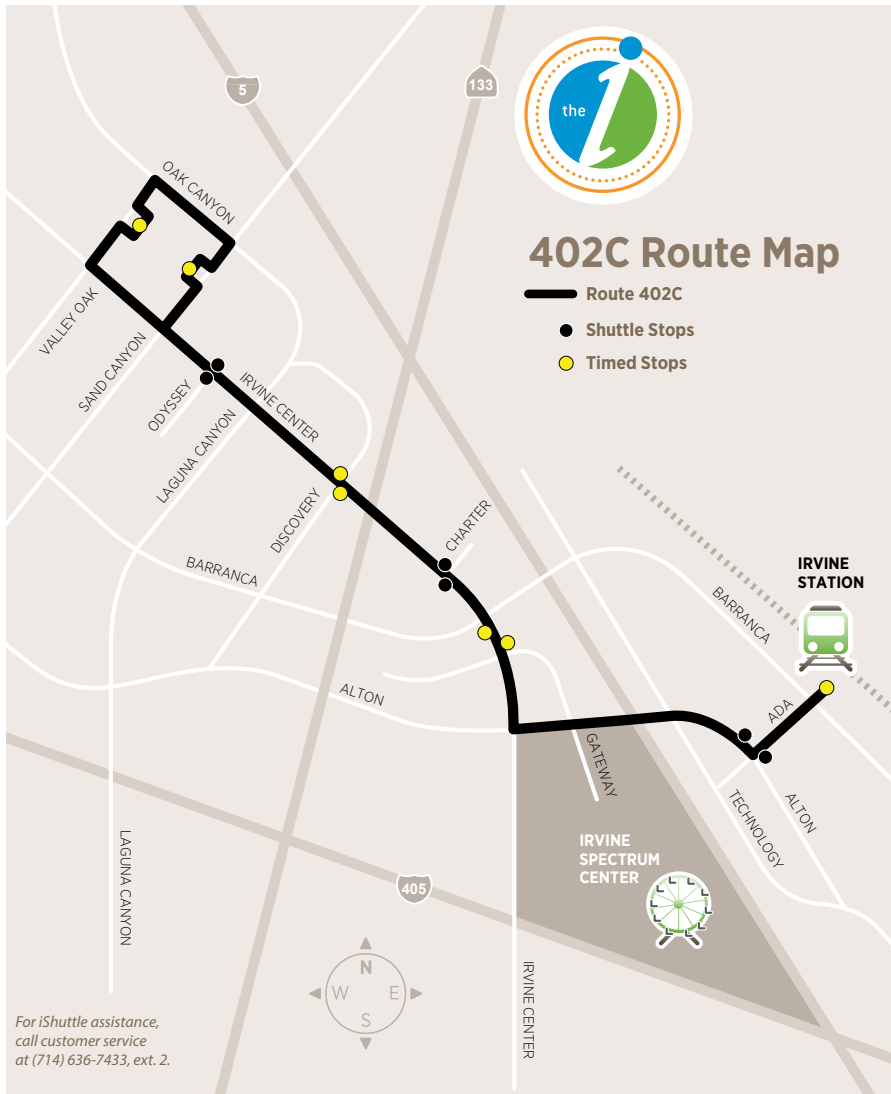 5
133
the
i
402C Route Map
Route 402C
Shuttle Stops
Timed Stops
OAK CANYON
VALLEY OAK
SAND CANYON
ODYSSEY
IRVINE CENTER
LAGUNA CANYON
DISCOVERY
CHARTER
BARRANCA
IRVINE
STATION
BARRANCA
ALTON
ADA
GATEWAY
TECHNOLOGY
ALTON
IRVINE
SPECTRUM
CENTER
LAGUNA CANYON
405
N
W E
S
IRVINE CENTER
For iShuttle assistance,
call customer service
at (714) 636-7433, ext. 2.